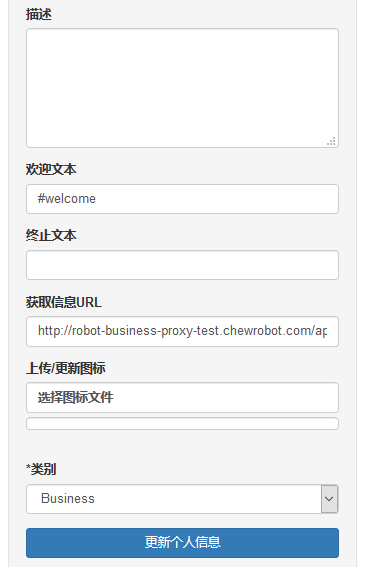 描述
欢迎文本
#welcome
终止文本
获取信息URL
http://robot-business-proxy-test.chewrobot.com/ap
上传/更新图标
选择图标文件
*类别
Business
更新个人信息